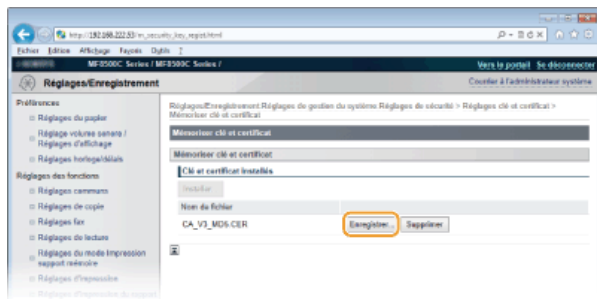 http://192.168.222.53/m_security_key_regist.html
Fichier Edition Affichage Favoris Outils ?
MF8500C Series / MF8500C Series /
Vers le portail Se déconnecter
Réglages/Enregistrement
Courrier à l'administrateur système
Préférences
Réglages du papier
Réglage volume sonore /
Réglages d'affichage
Réglages horloge/délais
Réglages des fonctions
Réglages communs
Réglages de copie
Réglages fax
Réglages de lecture
Réglages du mode Impression
support mémoire
Réglages d'impression
Réglages d'impression du support
Réglages/Enregistrement:Réglages de gestion du système:Réglages de sécurité > Réglages clé et certificat >
Mémoriser clé et certificat
Mémoriser clé et certificat
Mémoriser clé et certificat
Clé et certificat installés
Installer
Nom de fichier
CA_V3_MD5.CER
Enregistrer...
Supprimer